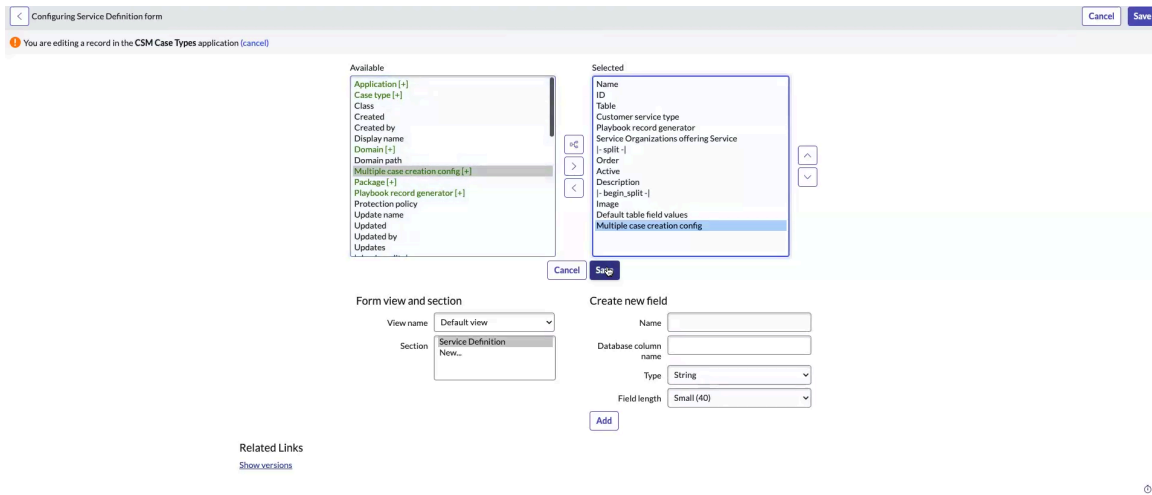 Configuring Service Definition form
Cancel
Save
You are editing a record in the CSM Case Types application (cancel)
Available
Application [+]
Case type [+]
Class
Created
Created by
Display name
Domain [+]
Domain path
Multiple case creation config [+]
Package [+]
Playbook record generator [+]
Protection policy
Update name
Updated
Updated by
Updates
Selected
Name
ID
Table
Customer service type
Playbook record generator
Service Organizations offering Service
|- split -|
Order
Active
Description
|- begin_split -|
Image
Default table field values
Multiple case creation config
Cancel
Save
Form view and section
View name Default view
Section Service Definition
New...
Create new field
Name
Database column
name
Type String
Field length Small (40)
Add
Related Links
Show versions